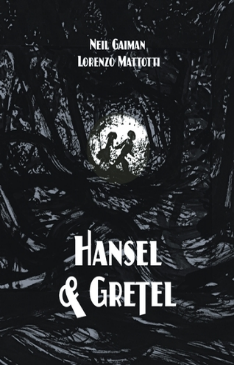 NEIL GAIMAN
LORENZO MATTOTTI
HANSEL
& GRETEL